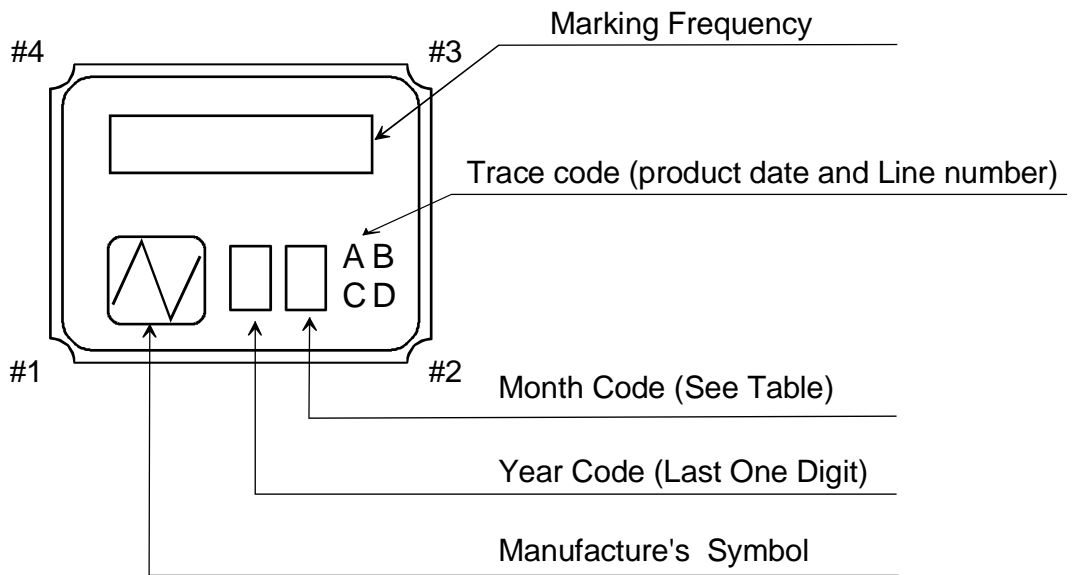 Marking Frequency
#4
#3
Trace code (product date and Line number)
A B
C D
#1
#2
Month Code (See Table)
Year Code (Last One Digit)
Manufacture's Symbol